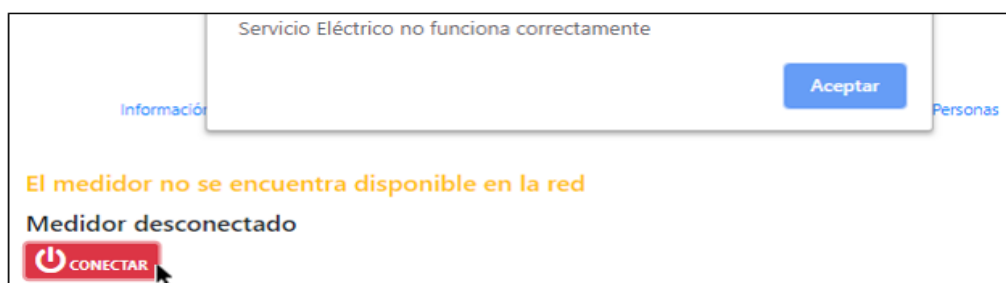 Servicio Eléctrico no funciona correctamente
Aceptar
Información
Personas
El medidor no se encuentra disponible en la red
Medidor desconectado
CONECTAR